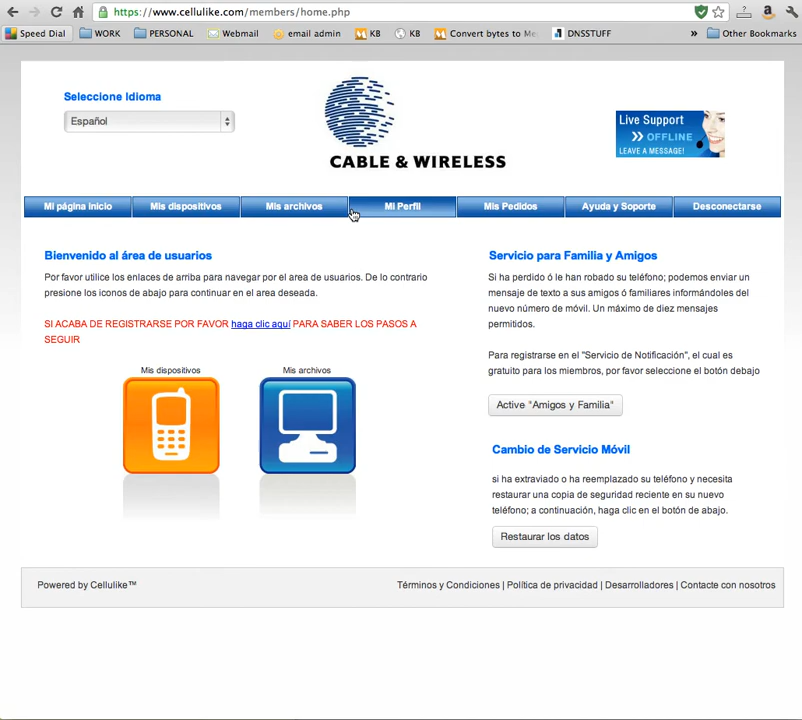 https://www.cellulike.com/members/home.php
Speed Dial WORK PERSONAL Webmail email admin KB KB Convert bytes to Me DNSSTUFF » Other Bookmarks
Seleccione Idioma
Español
CABLE & WIRELESS
Live Support
OFFLINE
LEAVE A MESSAGE!
Mi página inicio Mis dispositivos Mis archivos Mi Perfil Mis Pedidos Ayuda y Soporte Desconectarse
Bienvenido al área de usuarios
Por favor utilice los enlaces de arriba para navegar por el area de usuarios. De lo contrario
presione los iconos de abajo para continuar en el area deseada.
SI ACABA DE REGISTRARSE POR FAVOR haga clic aquí PARA SABER LOS PASOS A
SEGUIR
Mis dispositivos
Mis archivos
Servicio para Familia y Amigos
Si ha perdido ó le han robado su teléfono; podemos enviar un
mensaje de texto a sus amigos ó familiares informándoles del
nuevo número de móvil. Un máximo de diez mensajes
permitidos.
Para registrarse en el "Servicio de Notificación", el cual es
gratuito para los miembros, por favor seleccione el botón debajo
Active "Amigos y Familia"
Cambio de Servicio Móvil
si ha extraviado o ha reemplazado su teléfono y necesita
restaurar una copia de seguridad reciente en su nuevo
teléfono; a continuación, haga clic en el botón de abajo.
Restaurar los datos
Powered by Cellulike™
Términos y Condiciones | Política de privacidad | Desarrolladores | Contacte con nosotros